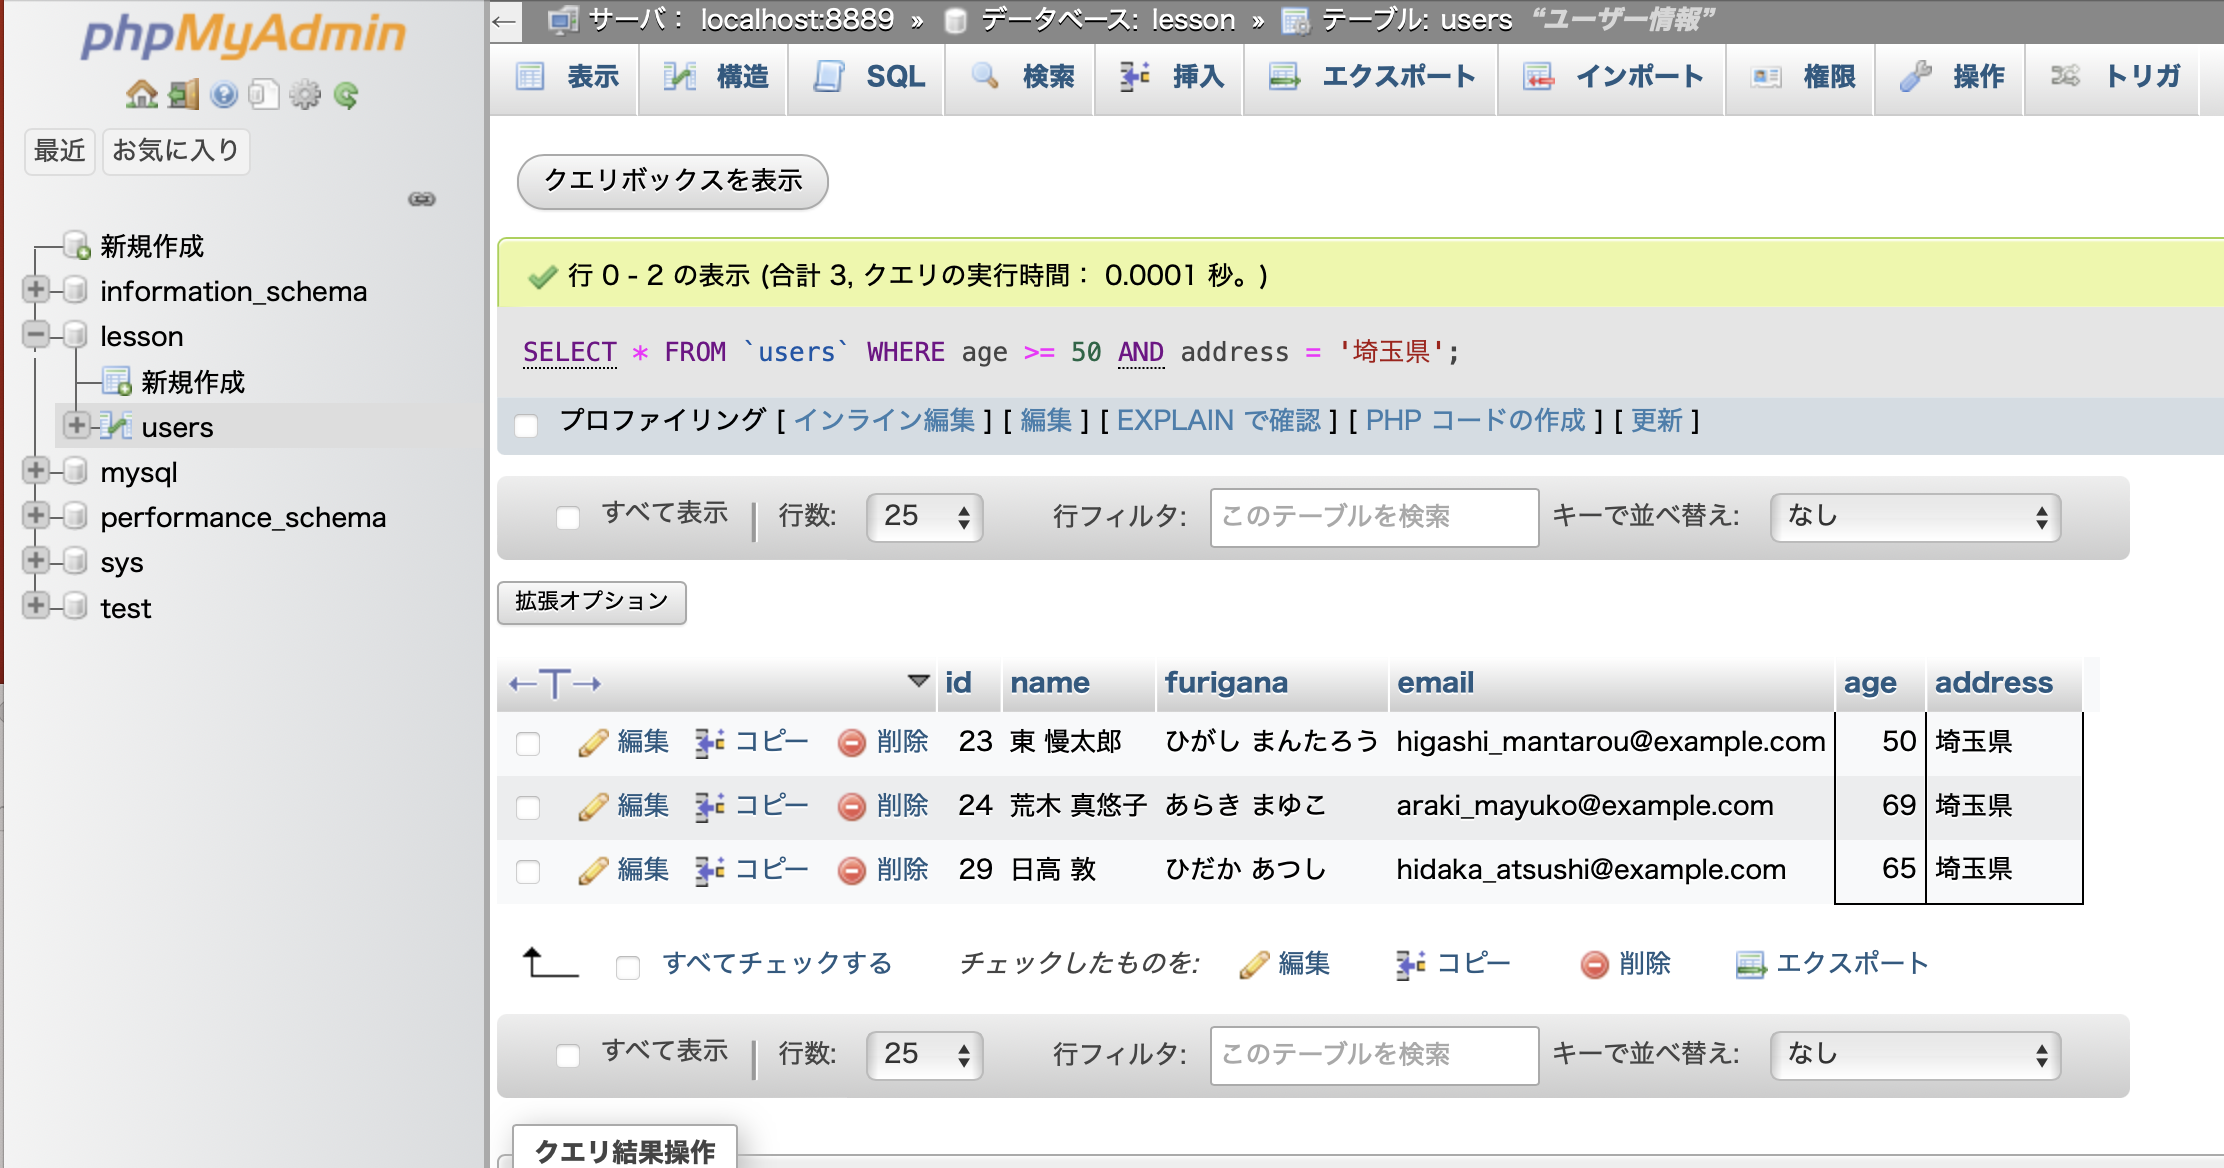 phpMyAdmin
最近 お気に入り
新規作成
information_schema
lesson
新規作成
users
mysql
performance_schema
sys
test
← サーバ： localhost:8889 » データベース: lesson » テーブル: users “ユーザー情報”
表示 構造 SQL 検索 挿入 エクスポート インポート 権限 操作 トリガ
クエリボックスを表示
行 0 - 2 の表示 (合計 3, クエリの実行時間： 0.0001 秒。)
SELECT * FROM `users` WHERE age >= 50 AND address = '埼玉県';
プロファイリング [ インライン編集 ] [ 編集 ] [ EXPLAIN で確認 ] [ PHP コードの作成 ] [ 更新 ]
すべて表示 | 行数: 25 行フィルタ: このテーブルを検索 キーで並べ替え: なし
拡張オプション
←T→ id name furigana email age address
編集 コピー 削除 23 東 慢太郎 ひがし まんたろう higashi_mantarou@example.com 50 埼玉県
編集 コピー 削除 24 荒木 真悠子 あらき まゆこ araki_mayuko@example.com 69 埼玉県
編集 コピー 削除 29 日高 敦 ひだか あつし hidaka_atsushi@example.com 65 埼玉県
すべてチェックする チェックしたものを: 編集 コピー 削除 エクスポート
すべて表示 | 行数: 25 行フィルタ: このテーブルを検索 キーで並べ替え: なし
クエリ結果操作